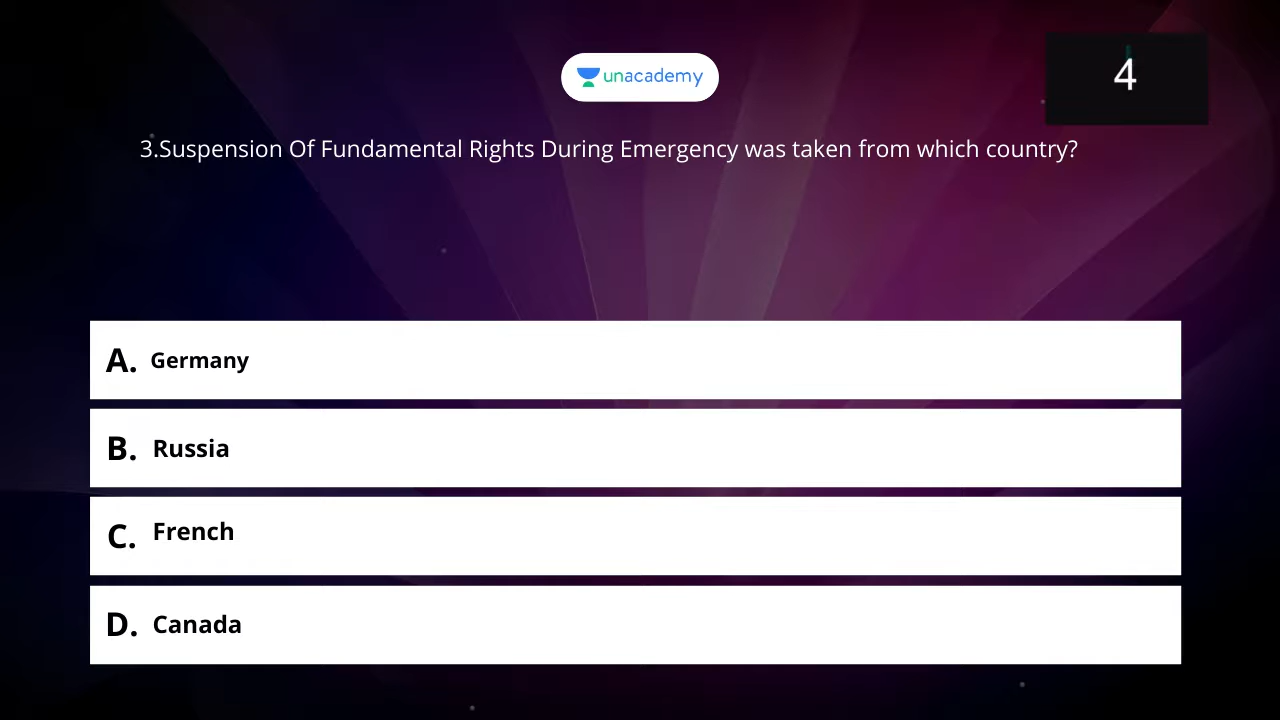 unacademy
4
3.Suspension Of Fundamental Rights During Emergency was taken from which country?
A. Germany
B. Russia
C. French
D. Canada